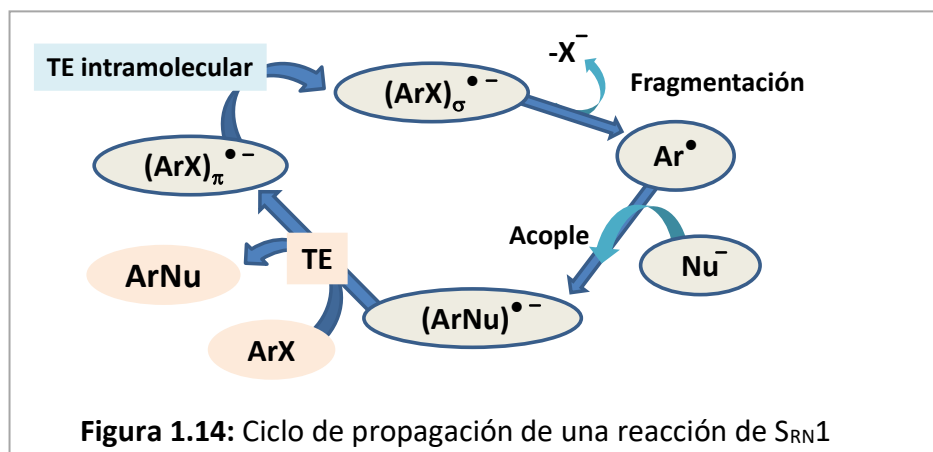 TE intramolecular
(ArX)σ•−
-X−
Fragmentación
Ar•
(ArX)π•−
Acople
Nu−
TE
ArNu
(ArNu)•−
ArX
Figura 1.14: Ciclo de propagación de una reacción de SRN1